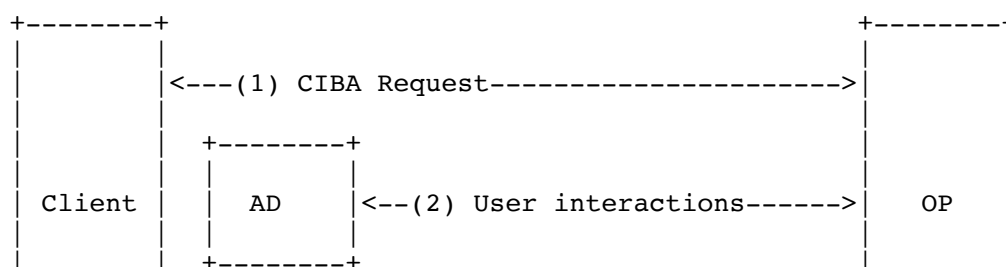 +--------+                                   +--------+
|        |                                   |
|        |<---(1) CIBA Request---------------------->|
|        |                                   |
|        |  +--------+                       |
|        |  |        |                       |
| Client |  |  AD    |<--(2) User interactions------>|   OP
|        |  |        |                       |
|        |  +--------+                       |